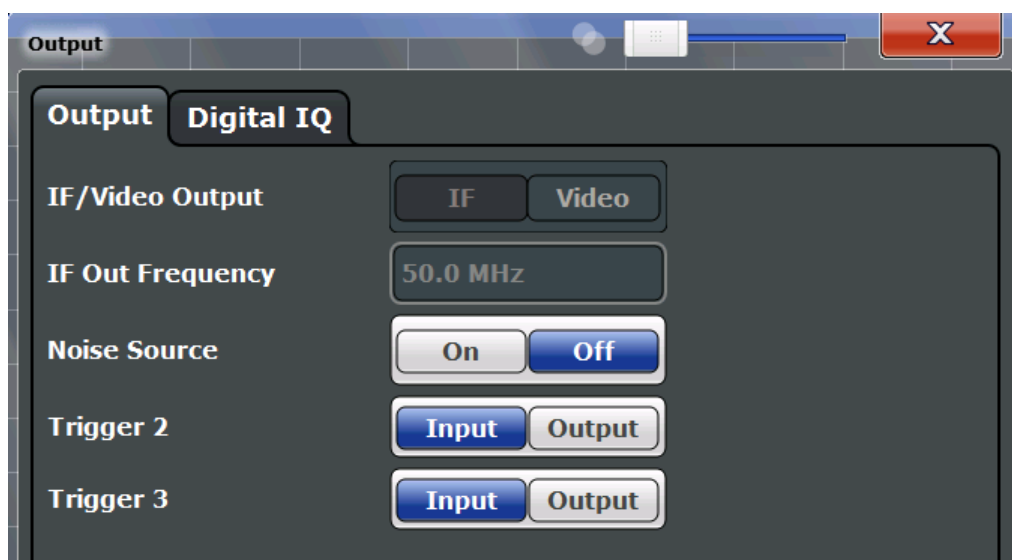 Output
X
Output Digital IQ
IF/Video Output IF Video
IF Out Frequency 50.0 MHz
Noise Source On Off
Trigger 2 Input Output
Trigger 3 Input Output